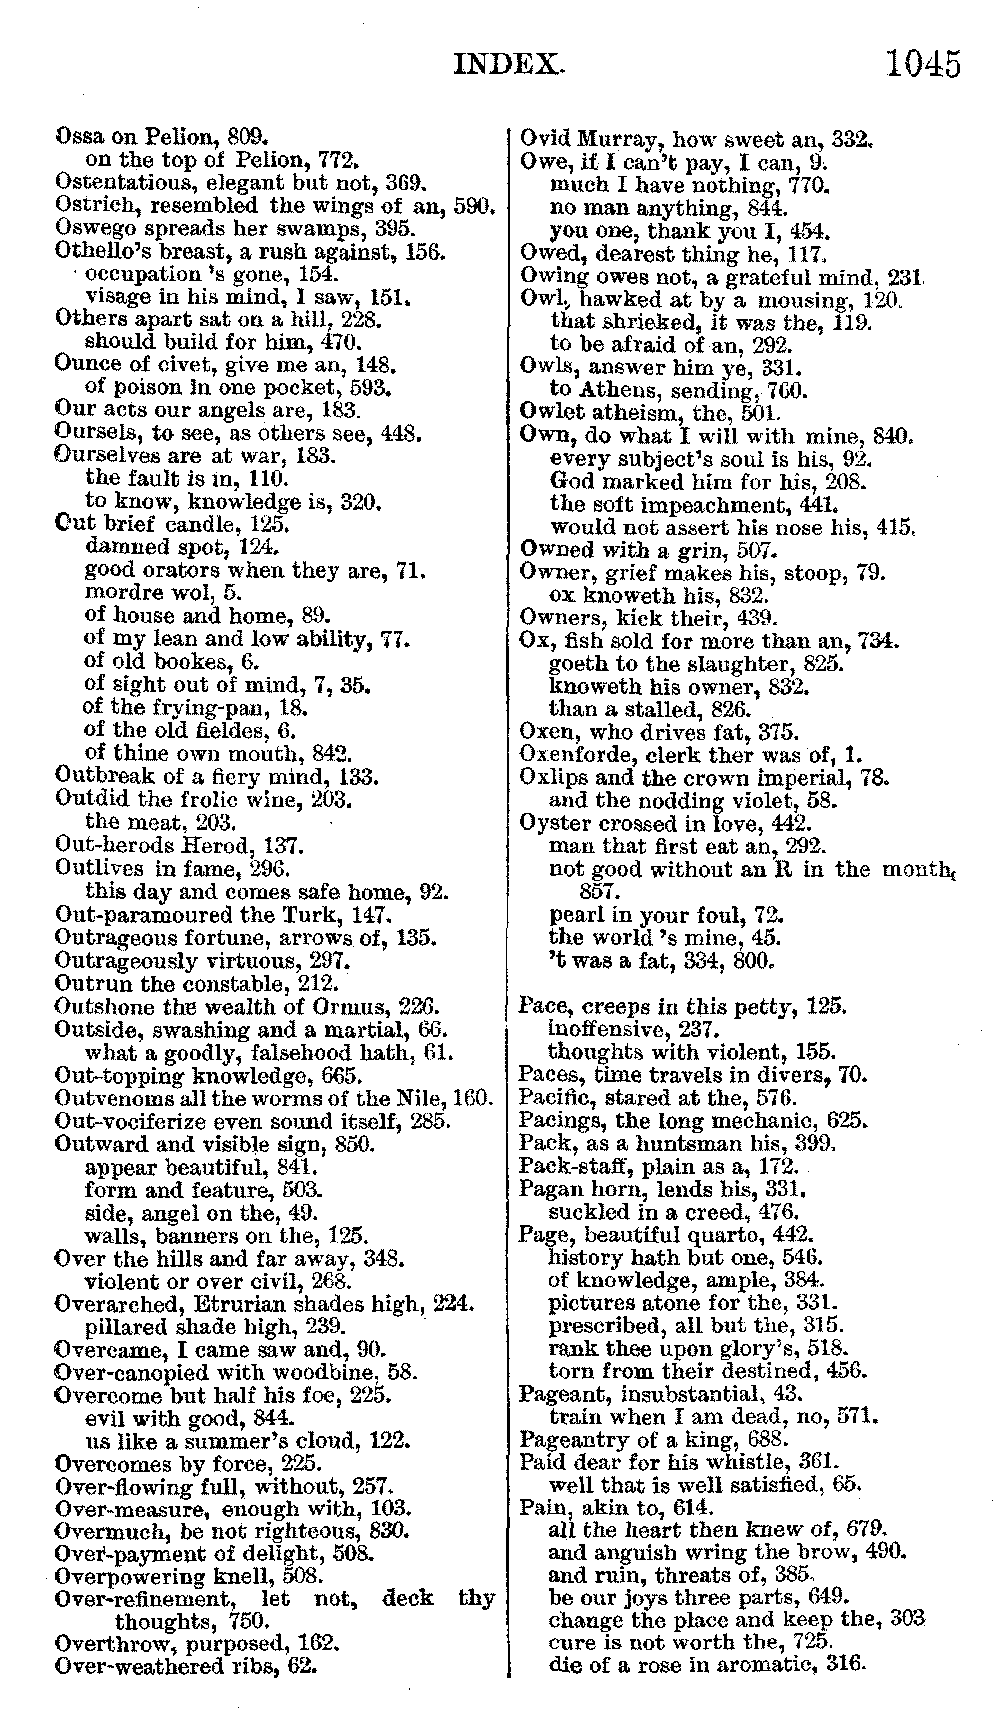 INDEX. 1045
Ossa on Pelion, 809.
on the top of Pelion, 772.
Ostentatious, elegant but not, 369.
Ostrich, resembled the wings of an, 590.
Oswego spreads her swamps, 395.
Othello's breast, a rush against, 156.
occupation 's gone, 154.
visage in his mind, I saw, 151.
Others apart sat on a hill, 228.
should build for him, 470.
Ounce of civet, give me an, 148.
of poison in one pocket, 593.
Our acts our angels are, 183.
Oursels, to see, as others see, 448.
Ourselves are at war, 183.
the fault is in, 110.
to know, knowledge is, 320.
Out brief candle, 125.
damned spot, 124.
good orators when they are, 71.
mordre wol, 5.
of house and home, 89.
of my lean and low ability, 77.
of old bookes, 6.
of sight out of mind, 7, 35.
of the frying-pan, 18.
of the old fieldes, 6.
of thine own mouth, 842.
Outbreak of a fiery mind, 133.
Outdid the frolic wine, 203.
the meat, 203.
Out-herods Herod, 137.
Outlives in fame, 296.
this day and comes safe home, 92.
Out-paramoured the Turk, 147.
Outrageous fortune, arrows of, 135.
Outrageously virtuous, 297.
Outrun the constable, 212.
Outshone the wealth of Ormus, 226.
Outside, swashing and a martial, 66.
what a goodly, falsehood hath, 61.
Out-topping knowledge, 665.
Outvenoms all the worms of the Nile, 160.
Out-vociferize even sound itself, 285.
Outward and visible sign, 850.
appear beautiful, 841.
form and feature, 503.
side, angel on the, 49.
walls, banners on the, 125.
Over the hills and far away, 348.
violent or over civil, 268.
Overarched, Etrurian shades high, 224.
pillared shade high, 239.
Overcame, I came saw and, 90.
Over-canopied with woodbine, 58.
Overcome but half his foe, 225.
evil with good, 844.
us like a summer's cloud, 122.
Overcomes by force, 225.
Over-flowing full, without, 257.
Over-measure, enough with, 103.
Overmuch, be not righteous, 830.
Over-payment of delight, 508.
Overpowering knell, 508.
Over-refinement, let not, deck thy
thoughts, 750.
Overthrow, purposed, 162.
Over-weathered ribs, 62.
Ovid Murray, how sweet an, 332.
Owe, if I can't pay, I can, 9.
much I have nothing, 770.
no man anything, 844.
you one, thank you I, 454.
Owed, dearest thing he, 117.
Owing owes not, a grateful mind, 231.
Owl, hawked at by a mousing, 120.
that shrieked, it was the, 119.
to be afraid of an, 292.
Owls, answer him ye, 331.
to Athens, sending, 760.
Owlet atheism, the, 501.
Own, do what I will with mine, 840.
every subject's soul is his, 92.
God marked him for his, 208.
the soft impeachment, 441.
would not assert his nose his, 415.
Owned with a grin, 507.
Owner, grief makes his, stoop, 79.
ox knoweth his, 832.
Owners, kick their, 439.
Ox, fish sold for more than an, 734.
goeth to the slaughter, 825.
knoweth his owner, 832.
than a stalled, 826.
Oxen, who drives fat, 375.
Oxenforde, clerk ther was of, 1.
Oxlips and the crown imperial, 78.
and the nodding violet, 58.
Oyster crossed in love, 442.
man that first eat an, 292.
not good without an R in the month,
857.
pearl in your foul, 72.
the world 's mine, 45.
't was a fat, 334, 800.
Pace, creeps in this petty, 125.
inoffensive, 237.
thoughts with violent, 155.
Paces, time travels in divers, 70.
Pacific, stared at the, 576.
Pacings, the long mechanic, 625.
Pack, as a huntsman his, 399.
Pack-staff, plain as a, 172.
Pagan horn, lends his, 331.
suckled in a creed, 476.
Page, beautiful quarto, 442.
history hath but one, 546.
of knowledge, ample, 384.
pictures atone for the, 331.
prescribed, all but the, 315.
rank thee upon glory's, 518.
torn from their destined, 456.
Pageant, insubstantial, 43.
train when I am dead, no, 571.
Pageantry of a king, 688.
Paid dear for his whistle, 361.
well that is well satisfied, 65.
Pain, akin to, 614.
all the heart then knew of, 679.
and anguish wring the brow, 490.
and ruin, threats of, 385.
be our joys three parts, 649.
change the place and keep the, 303
cure is not worth the, 725.
die of a rose in aromatic, 316.